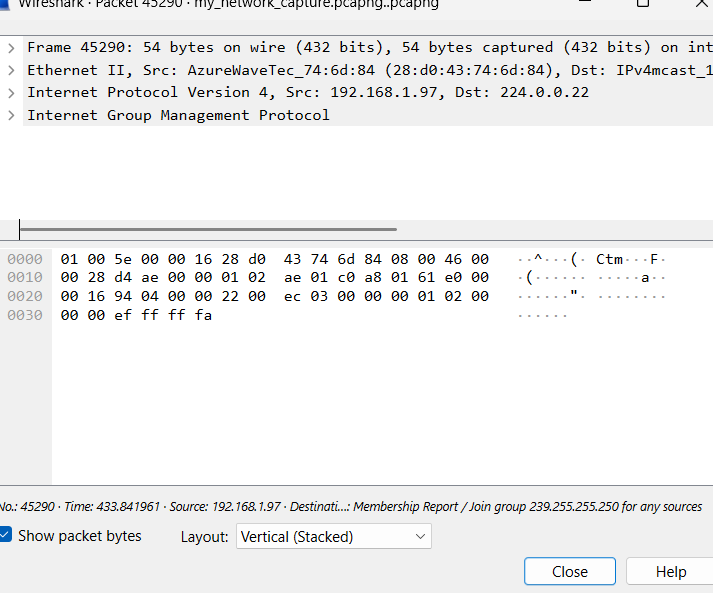 Wireshark · Packet 45290 · my_network_capture.pcapng..pcapng
> Frame 45290: 54 bytes on wire (432 bits), 54 bytes captured (432 bits) on int
> Ethernet II, Src: AzureWaveTec_74:6d:84 (28:d0:43:74:6d:84), Dst: IPv4mcast_1
> Internet Protocol Version 4, Src: 192.168.1.97, Dst: 224.0.0.22
> Internet Group Management Protocol
0000 01 00 5e 00 00 16 28 d0 43 74 6d 84 08 00 46 00 ··^···(· Ctm···F·
0010 00 28 d4 ae 00 00 01 02 ae 01 c0 a8 01 61 e0 00 ·(······ ·····a··
0020 00 16 94 04 00 00 22 00 ec 03 00 00 00 01 02 00 ······"· ········
0030 00 00 ef ff ff fa ······
No.: 45290 · Time: 433.841961 · Source: 192.168.1.97 · Destinati...: Membership Report / Join group 239.255.255.250 for any sources
Show packet bytes Layout: Vertical (Stacked)
Close Help